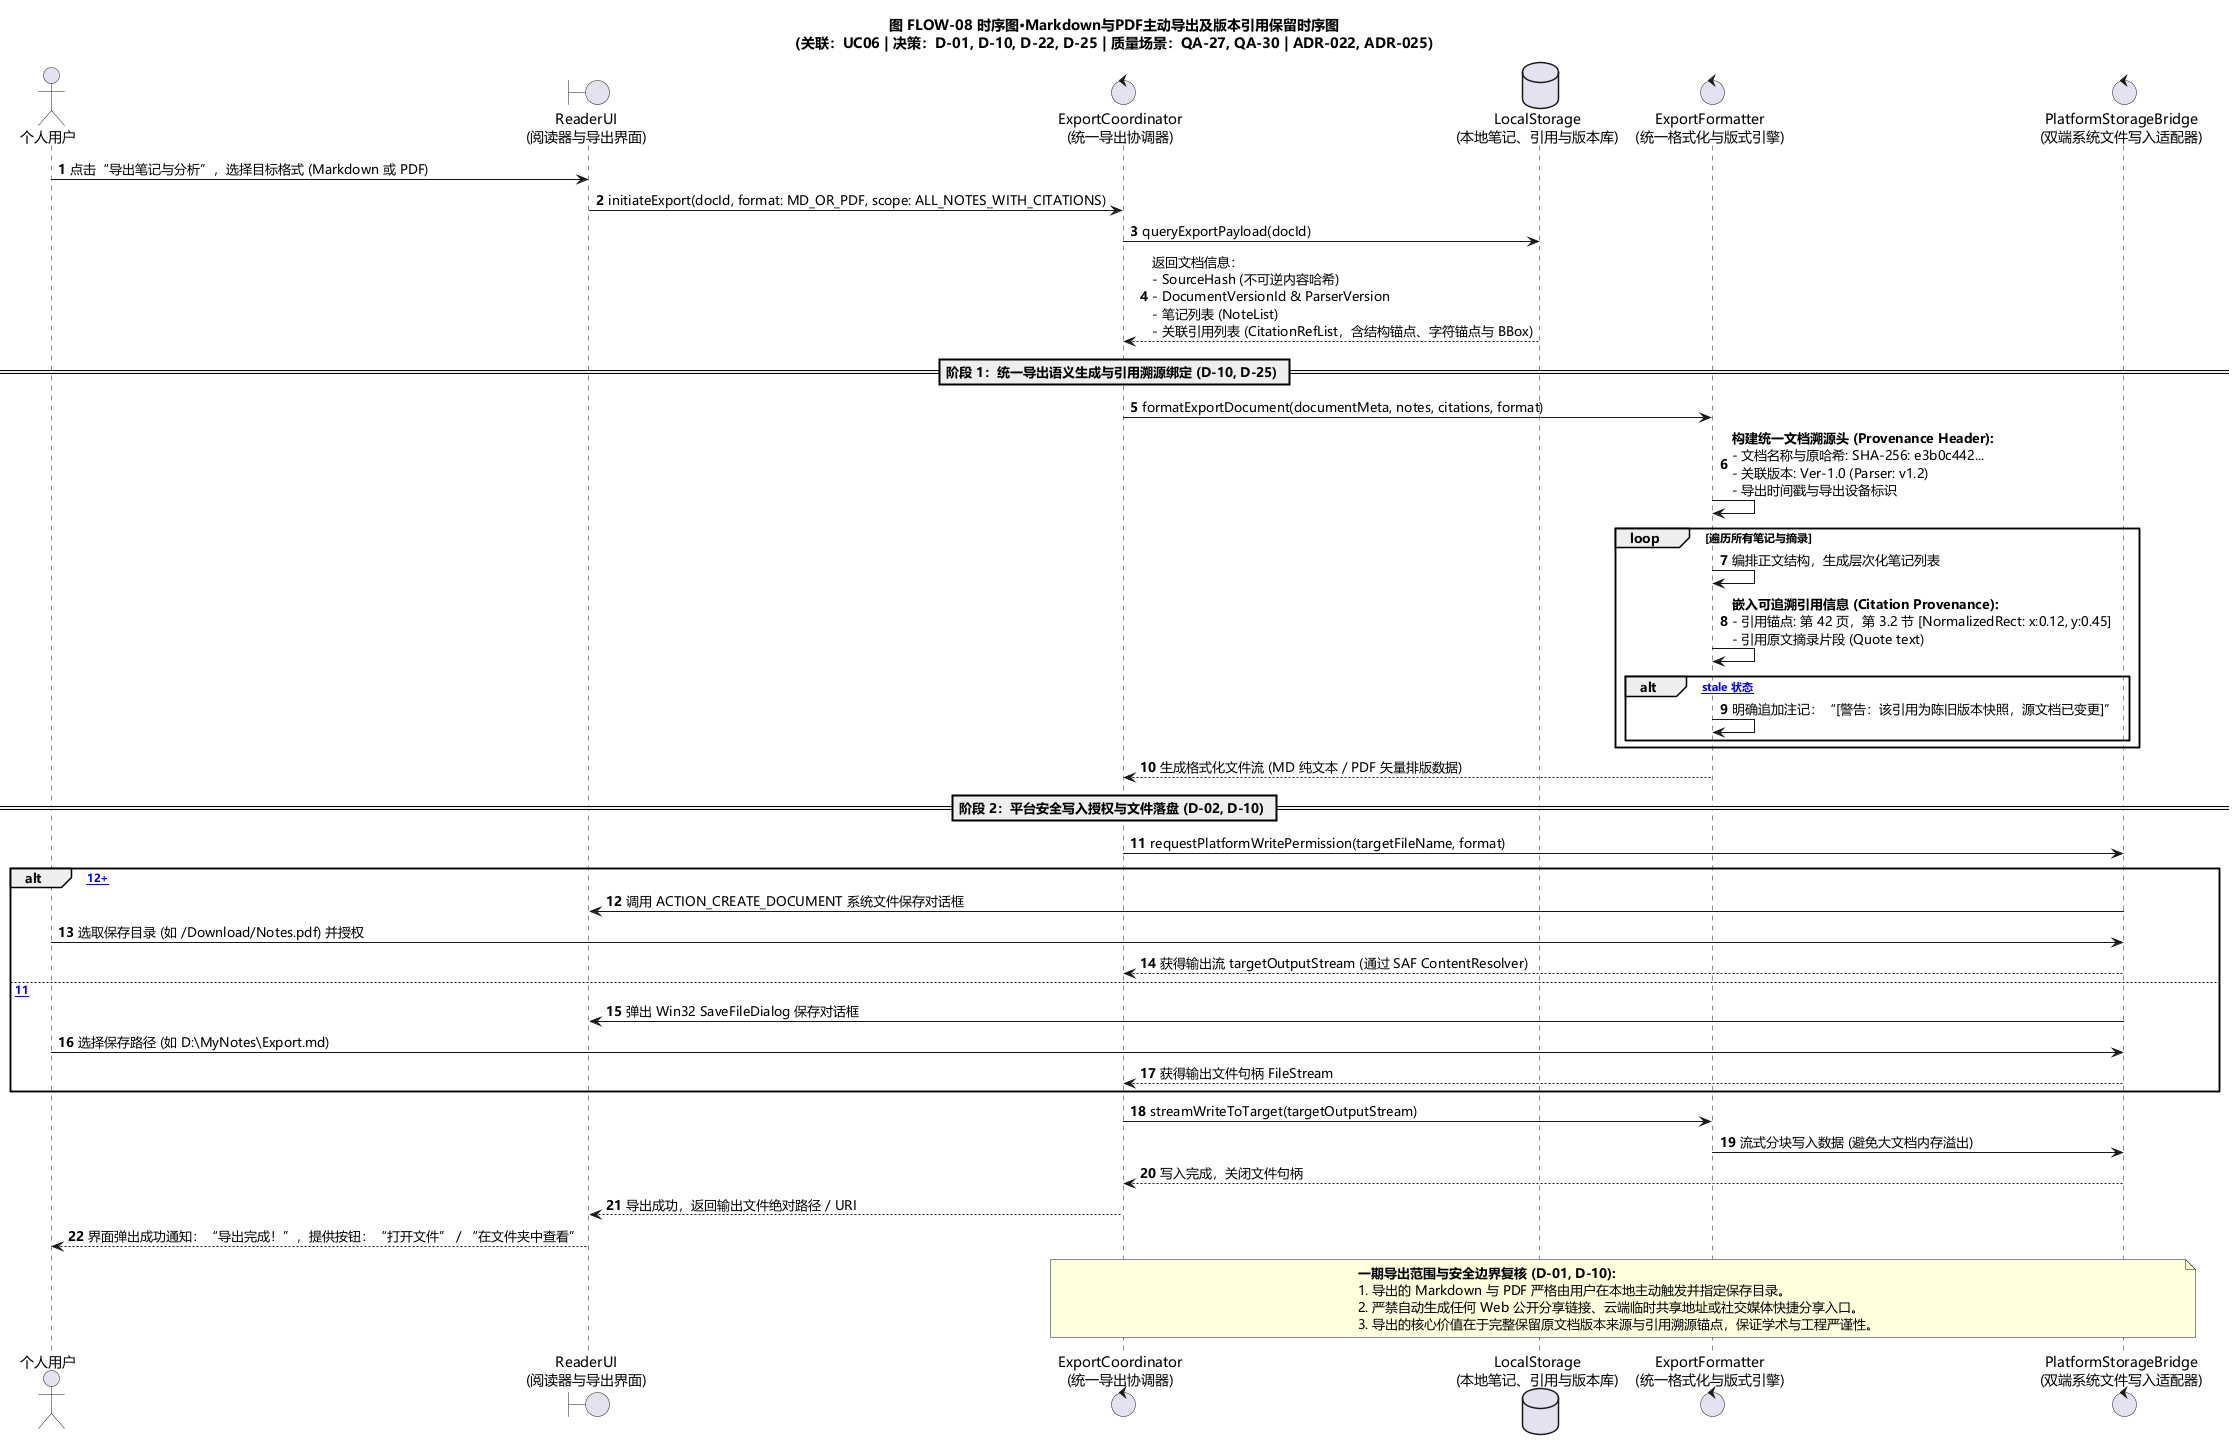 图 FLOW-08 时序图·Markdown与PDF主动导出及版本引用保留时序图
(关联：UC06 | 决策：D-01, D-10, D-22, D-25 | 质量场景：QA-27, QA-30 | ADR-022, ADR-025)
个人用户
ReaderUI
(阅读器与导出界面)
ExportCoordinator
(统一导出协调器)
LocalStorage
(本地笔记、引用与版本库)
ExportFormatter
(统一格式化与版式引擎)
PlatformStorageBridge
(双端系统文件写入适配器)
1 点击“导出笔记与分析”，选择目标格式 (Markdown 或 PDF)
2 initiateExport(docId, format: MD_OR_PDF, scope: ALL_NOTES_WITH_CITATIONS)
3 queryExportPayload(docId)
返回文档信息：
- SourceHash (不可逆内容哈希)
4 - DocumentVersionId & ParserVersion
- 笔记列表 (NoteList)
- 关联引用列表 (CitationRefList，含结构锚点、字符锚点与 BBox)
阶段 1：统一导出语义生成与引用溯源绑定 (D-10, D-25)
5 formatExportDocument(documentMeta, notes, citations, format)
构建统一文档溯源头 (Provenance Header):
6 - 文档名称与原哈希: SHA-256: e3b0c442...
- 关联版本: Ver-1.0 (Parser: v1.2)
- 导出时间戳与导出设备标识
loop [遍历所有笔记与摘录]
7 编排正文结构，生成层次化笔记列表
嵌入可追溯引用信息 (Citation Provenance):
8 - 引用锚点: 第 42 页，第 3.2 节 [NormalizedRect: x:0.12, y:0.45]
- 引用原文摘录片段 (Quote text)
alt stale 状态
9 明确追加注记：“[警告：该引用为陈旧版本快照，源文档已变更]”
10 生成格式化文件流 (MD 纯文本 / PDF 矢量排版数据)
阶段 2：平台安全写入授权与文件落盘 (D-02, D-10)
11 requestPlatformWritePermission(targetFileName, format)
alt 12+
12 调用 ACTION_CREATE_DOCUMENT 系统文件保存对话框
13 选取保存目录 (如 /Download/Notes.pdf) 并授权
14 获得输出流 targetOutputStream (通过 SAF ContentResolver)
11
15 弹出 Win32 SaveFileDialog 保存对话框
16 选择保存路径 (如 D:\MyNotes\Export.md)
17 获得输出文件句柄 FileStream
18 streamWriteToTarget(targetOutputStream)
19 流式分块写入数据 (避免大文档内存溢出)
20 写入完成，关闭文件句柄
21 导出成功，返回输出文件绝对路径 / URI
22 界面弹出成功通知：“导出完成！”，提供按钮：“打开文件” / “在文件夹中查看”
一期导出范围与安全边界复核 (D-01, D-10):
1. 导出的 Markdown 与 PDF 严格由用户在本地主动触发并指定保存目录。
2. 严禁自动生成任何 Web 公开分享链接、云端临时共享地址或社交媒体快捷分享入口。
3. 导出的核心价值在于完整保留原文档版本来源与引用溯源锚点，保证学术与工程严谨性。
个人用户
ReaderUI
(阅读器与导出界面)
ExportCoordinator
(统一导出协调器)
LocalStorage
(本地笔记、引用与版本库)
ExportFormatter
(统一格式化与版式引擎)
PlatformStorageBridge
(双端系统文件写入适配器)